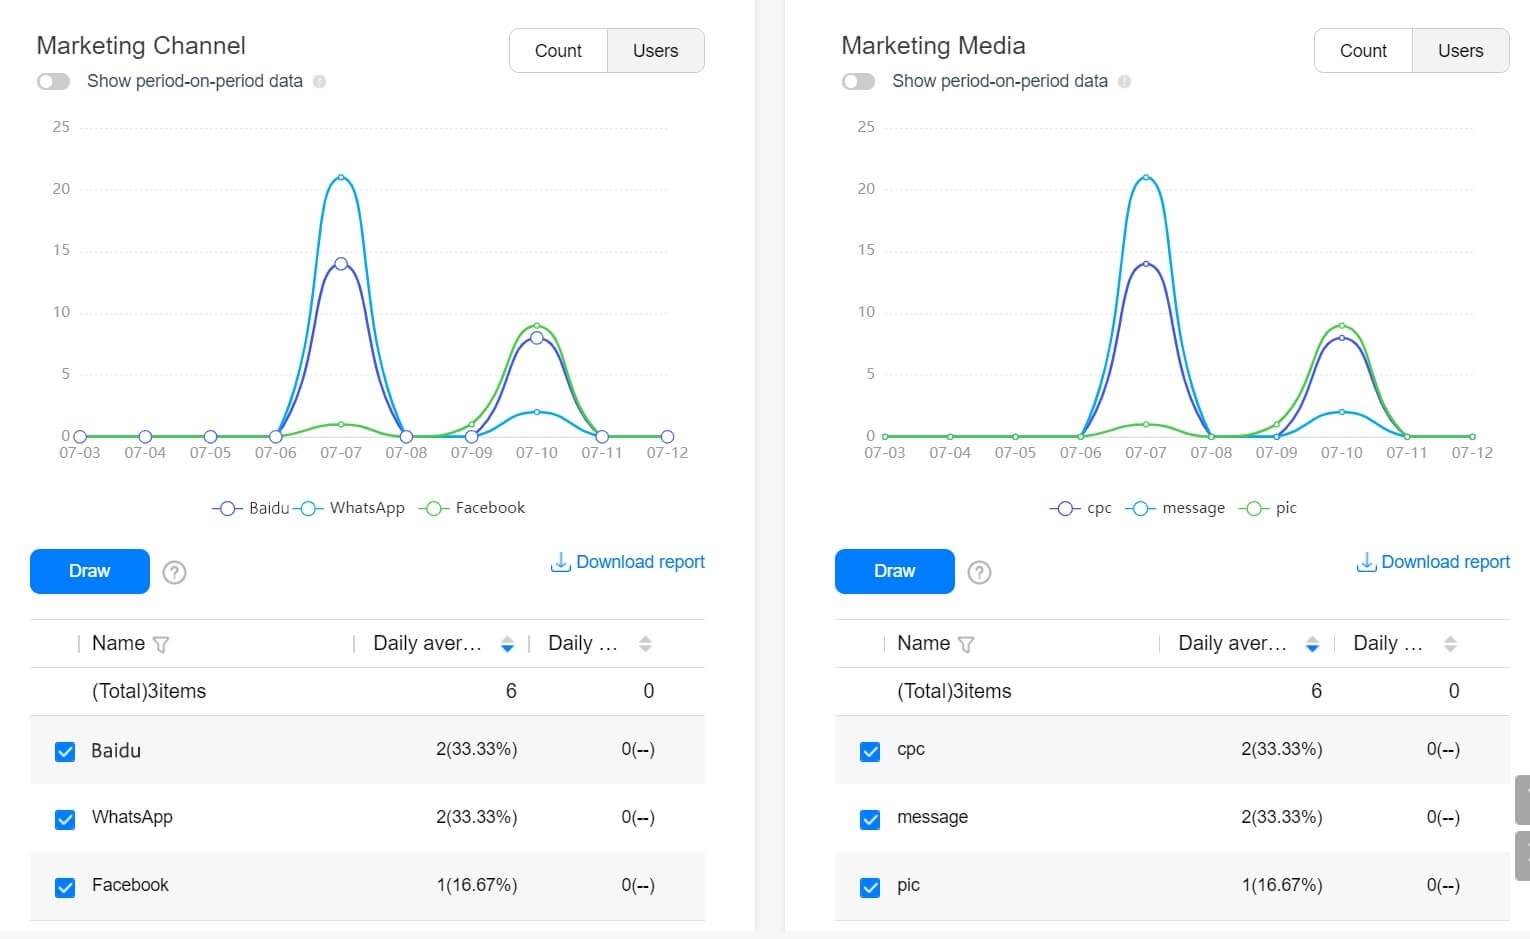 Marketing Channel
Count Users
Show period-on-period data
25
20
15
10
5
0
07-03 07-04 07-05 07-06 07-07 07-08 07-09 07-10 07-11 07-12
Baidu WhatsApp Facebook
Draw ? Download report
Name Daily aver... Daily ...
(Total)3items 6 0
Baidu 2(33.33%) 0(--)
WhatsApp 2(33.33%) 0(--)
Facebook 1(16.67%) 0(--)
Marketing Media
Count Users
Show period-on-period data
25
20
15
10
5
0
07-03 07-04 07-05 07-06 07-07 07-08 07-09 07-10 07-11 07-12
cpc message pic
Draw ? Download report
Name Daily aver... Daily ...
(Total)3items 6 0
cpc 2(33.33%) 0(--)
message 2(33.33%) 0(--)
pic 1(16.67%) 0(--)